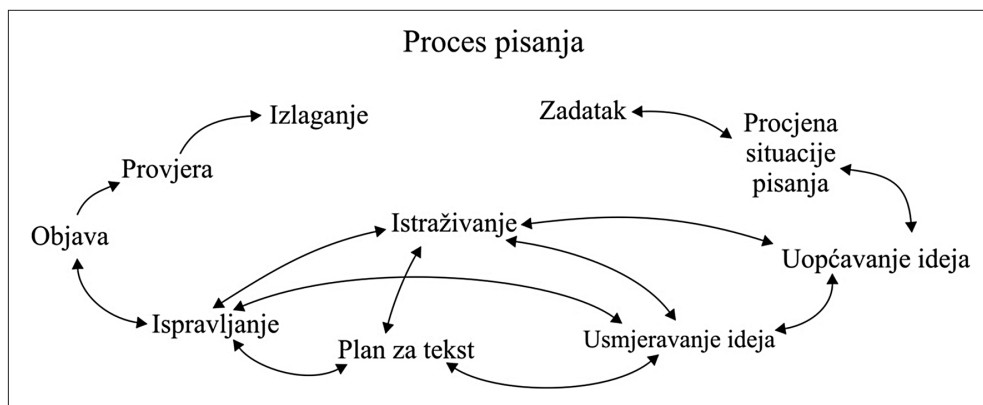 Proces pisanja
Izlaganje
Zadatak
Procjena
situacije
pisanja
Provjera
Objava
Istraživanje
Uopćavanje ideja
Ispravljanje
Plan za tekst
Usmjeravanje ideja